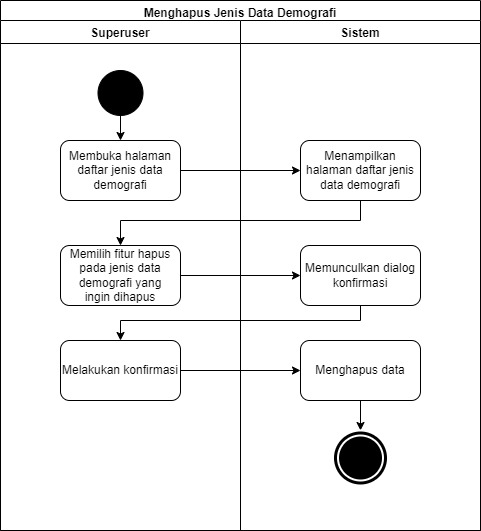 Menghapus Jenis Data Demografi
Superuser
Sistem
Membuka halaman
daftar jenis data
demografi
Menampilkan
halaman daftar jenis
data demografi
Memilih fitur hapus
pada jenis data
demografi yang
ingin dihapus
Memunculkan dialog
konfirmasi
Melakukan konfirmasi
Menghapus data